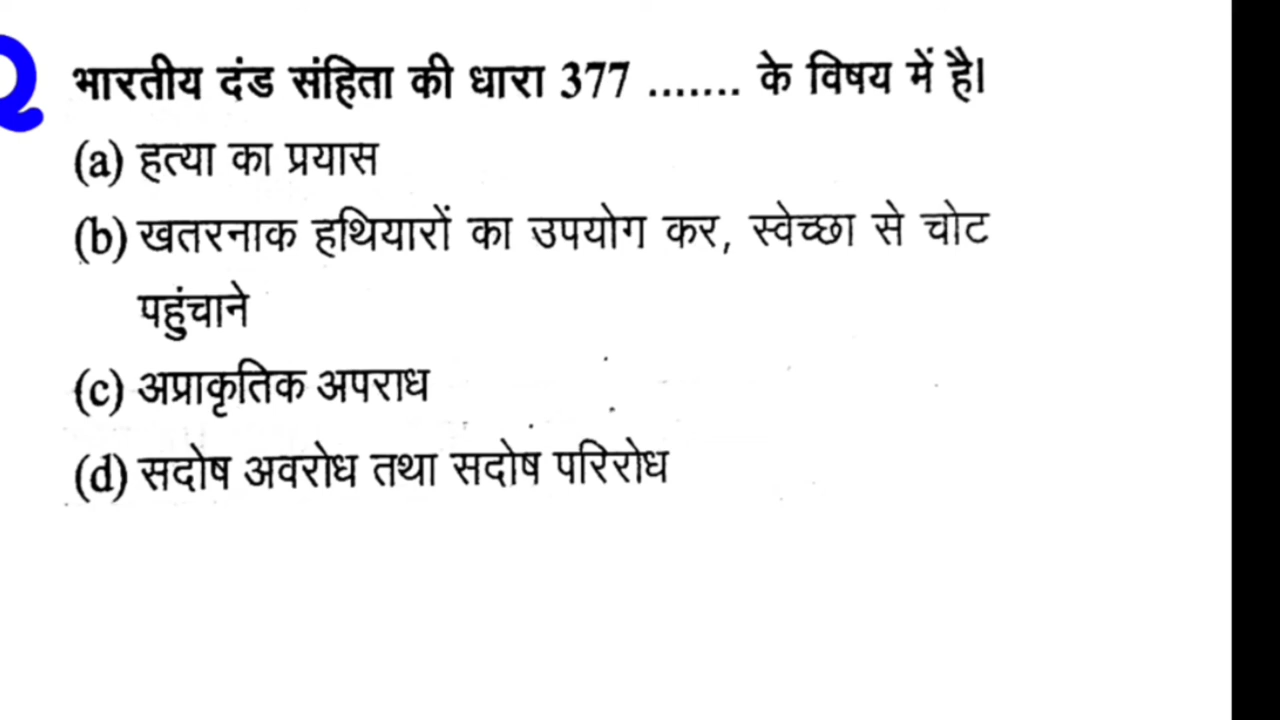 Q भारतीय दंड संहिता की धारा 377 ....... के विषय में है।
(a) हत्या का प्रयास
(b) खतरनाक हथियारों का उपयोग कर, स्वेच्छा से चोट
पहुंचाने
(c) अप्राकृतिक अपराध
(d) सदोष अवरोध तथा सदोष परिरोध